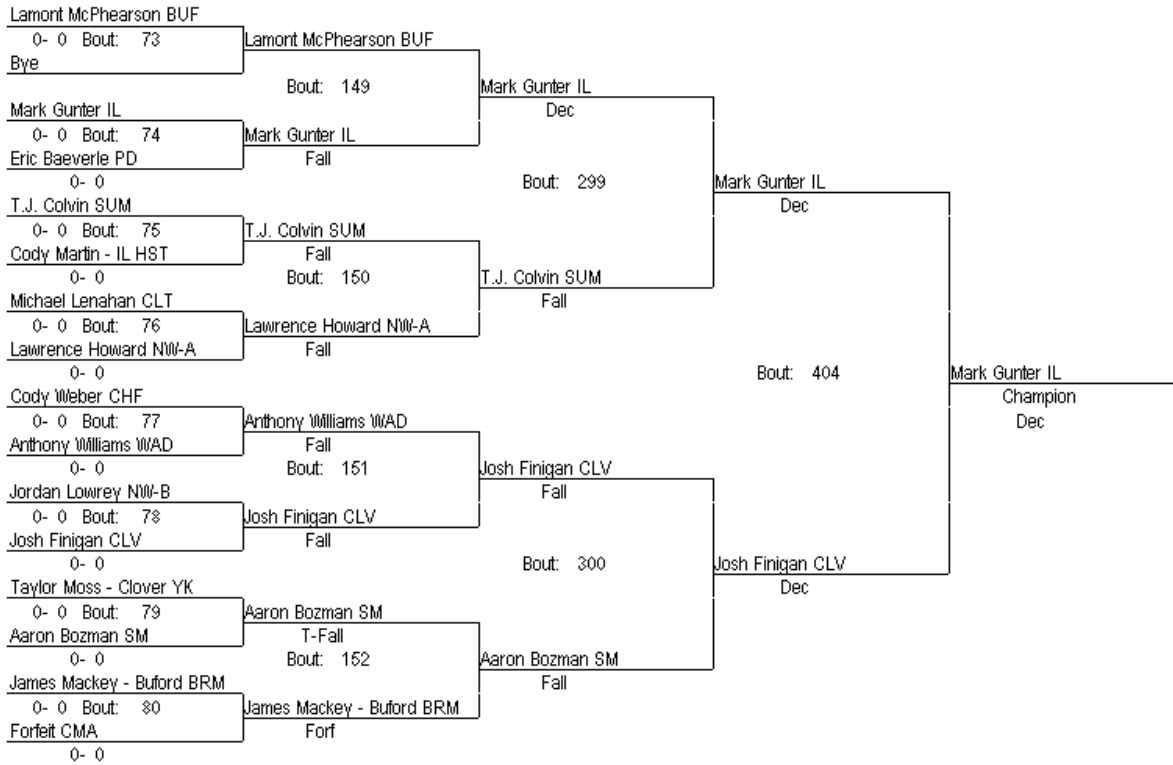 Lamont McPhearson BUF
0- 0 Bout: 73
Bye
Mark Gunter IL
0- 0 Bout: 74
Eric Baeverle PD
0- 0
T.J. Colvin SUM
0- 0 Bout: 75
Cody Martin - IL HST
0- 0
Michael Lenahan CLT
0- 0 Bout: 76
Lawrence Howard NW-A
0- 0
Cody Weber CHF
0- 0 Bout: 77
Anthony Williams WAD
0- 0
Jordan Lowrey NW-B
0- 0 Bout: 78
Josh Finigan CLV
0- 0
Taylor Moss - Clover YK
0- 0 Bout: 79
Aaron Bozman SM
0- 0
James Mackey - Buford BRM
0- 0 Bout: 80
Forfeit CMA
0- 0
Lamont McPhearson BUF
Bout: 149
Mark Gunter IL
Fall
T.J. Colvin SUM
Fall
Bout: 150
Lawrence Howard NW-A
Fall
Anthony Williams WAD
Fall
Bout: 151
Josh Finigan CLV
Fall
Aaron Bozman SM
T-Fall
Bout: 152
James Mackey - Buford BRM
Forf
Mark Gunter IL
Dec
Bout: 299
T.J. Colvin SUM
Fall
Josh Finigan CLV
Fall
Bout: 300
Aaron Bozman SM
Fall
Mark Gunter IL
Dec
Bout: 404
Josh Finigan CLV
Dec
Mark Gunter IL
Champion
Dec